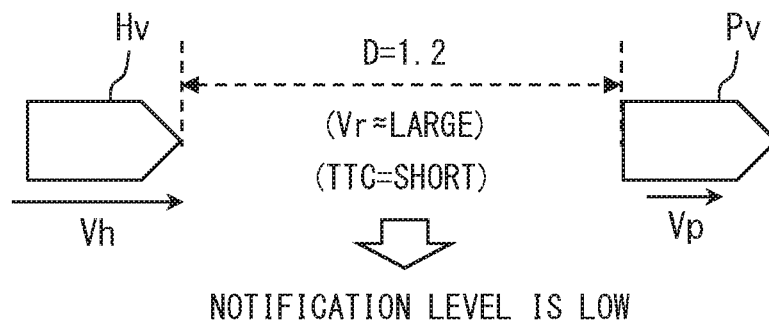 Hv
Pv
D=1.2
(Vr≈LARGE)
(TTC=SHORT)
Vh
Vp
NOTIFICATION LEVEL IS LOW